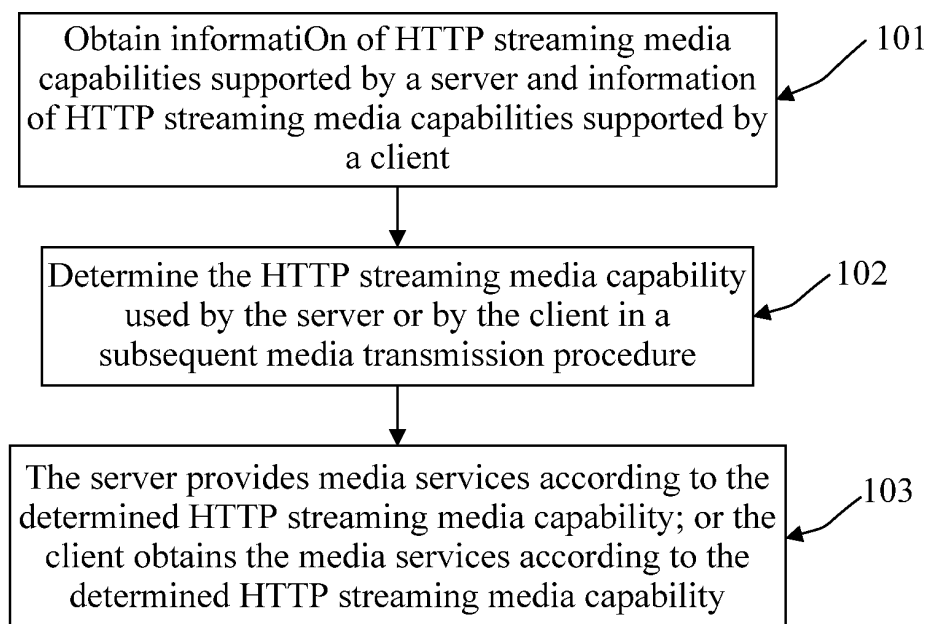 Obtain informatiOn of HTTP streaming media
capabilities supported by a server and information
of HTTP streaming media capabilities supported by
a client
101
Determine the HTTP streaming media capability
used by the server or by the client in a
subsequent media transmission procedure
102
The server provides media services according to the
determined HTTP streaming media capability; or the
client obtains the media services according to the
determined HTTP streaming media capability
103